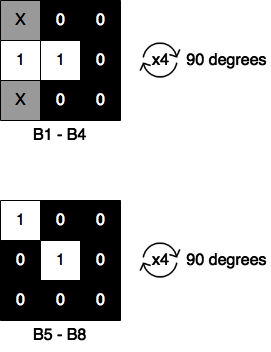 X 0 0
1 1 0 x4 90 degrees
X 0 0
B1 - B4
1 0 0
0 1 0 x4 90 degrees
0 0 0
B5 - B8